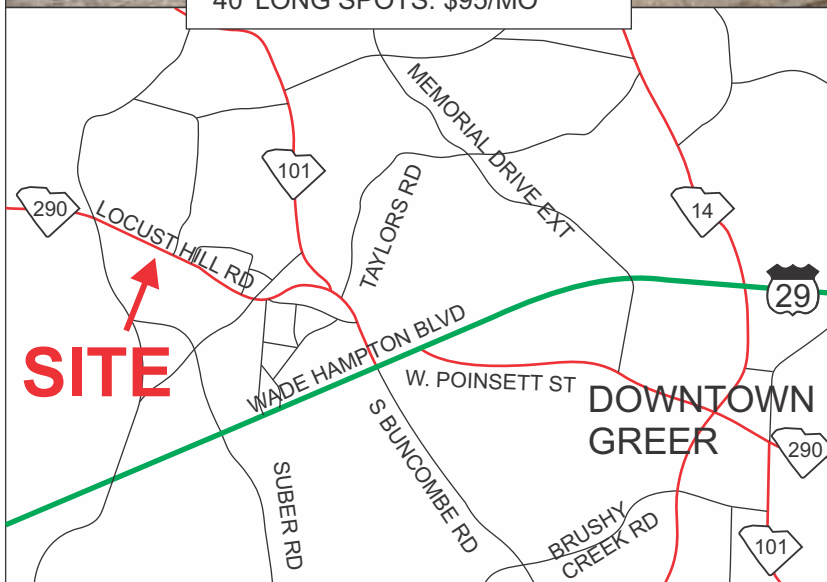 40' LONG SPOTS: $95/MO
MEMORIAL DRIVE EXT
101
TAYLORS RD
290
LOCUST HILL RD
14
29
SITE
WADE HAMPTON BLVD
W. POINSETT ST
DOWNTOWN
GREER
290
S BUNCOMBE RD
SUBER RD
BRUSHY
CREEK RD
101